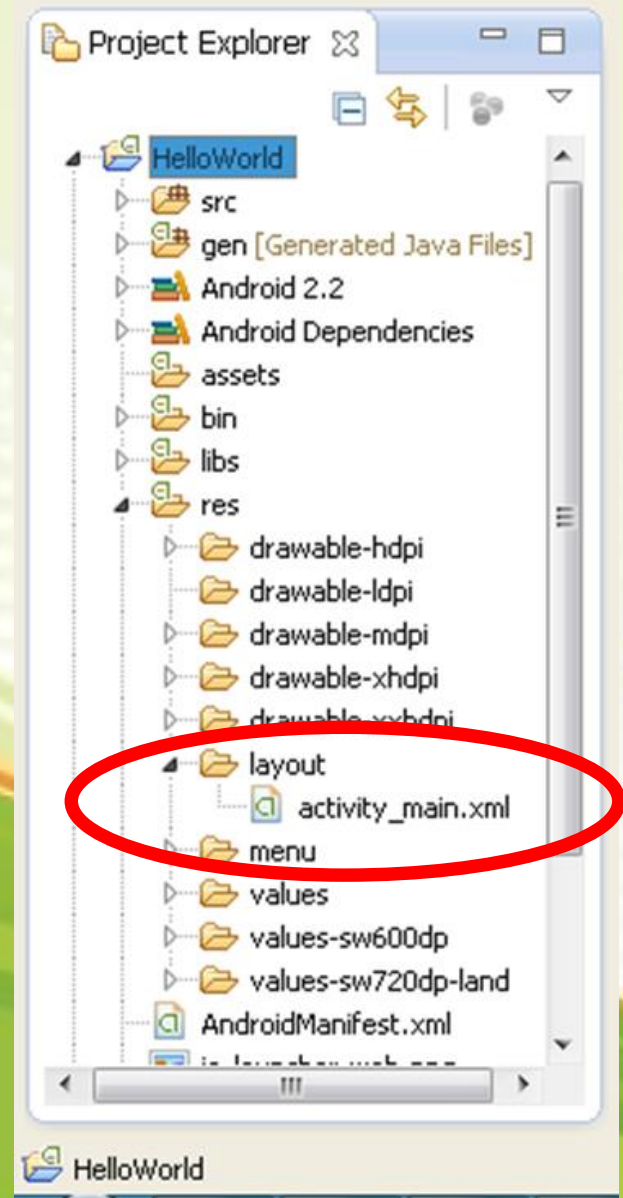 Project Explorer
HelloWorld
src
gen [Generated Java Files]
Android 2.2
Android Dependencies
assets
bin
libs
res
drawable-hdpi
drawable-ldpi
drawable-mdpi
drawable-xhdpi
drawable-xxhdpi
layout
activity_main.xml
menu
values
values-sw600dp
values-sw720dp-land
AndroidManifest.xml
HelloWorld